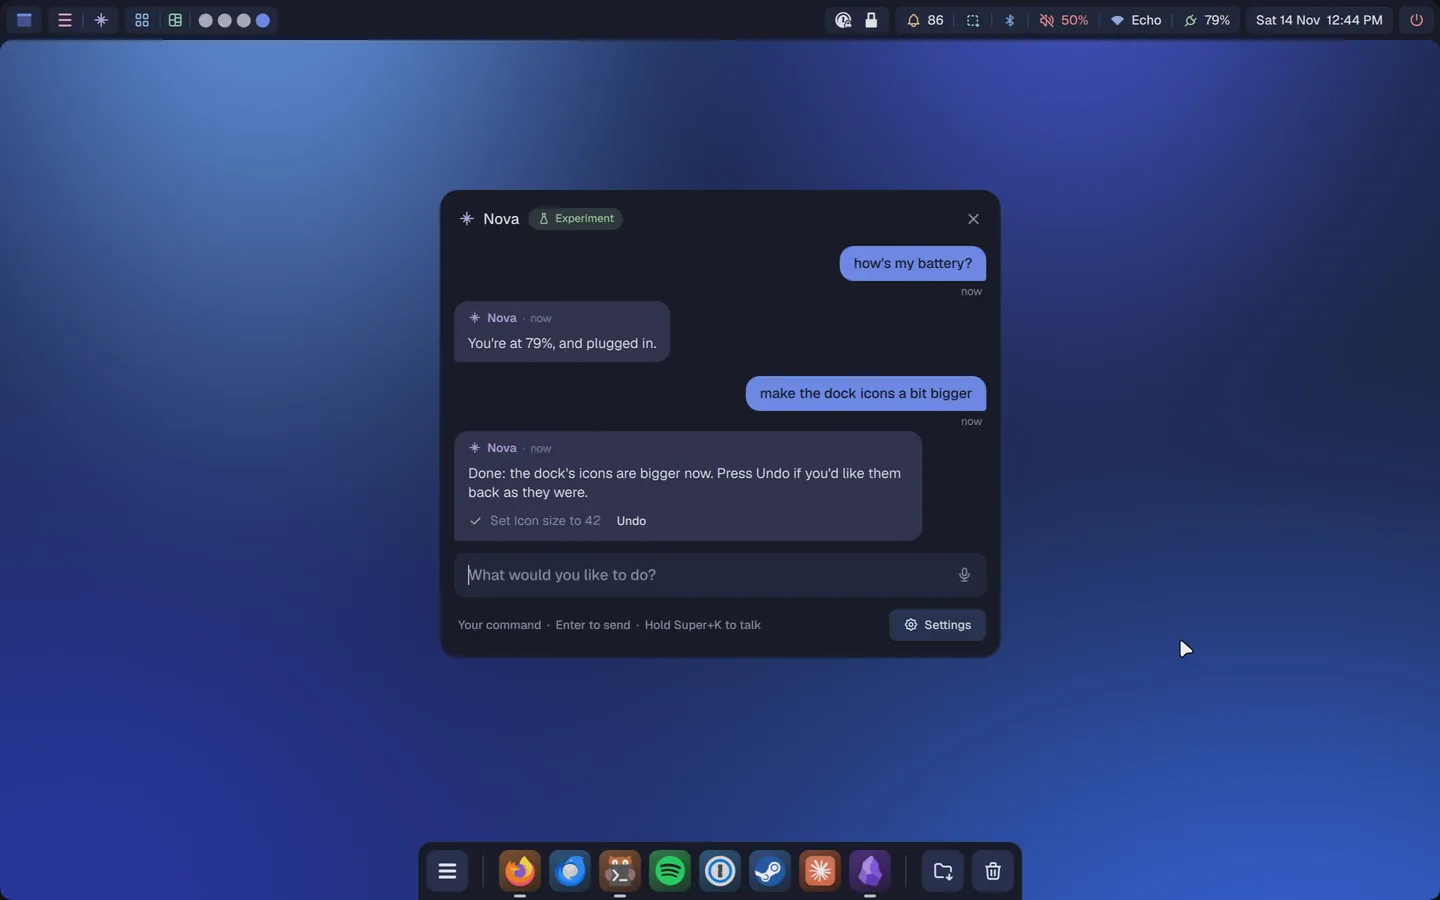 86
50%
Echo
79%
Sat 14 Nov 12:44 PM
Nova
Experiment
how's my battery?
now
Nova · now
You're at 79%, and plugged in.
make the dock icons a bit bigger
now
Nova · now
Done: the dock's icons are bigger now. Press Undo if you'd like them
back as they were.
Set Icon size to 42 Undo
What would you like to do?
Your command · Enter to send · Hold Super+K to talk
Settings